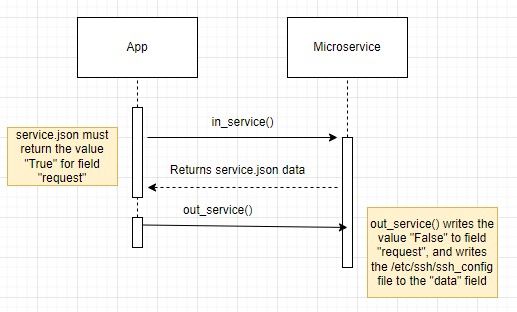 App
Microservice
in_service()
service.json must
return the value
"True" for field
"request"
Returns service.json data
out_service()
out_service() writes the
value "False" to field
"request", and writes
the /etc/ssh/ssh_config
file to the "data" field